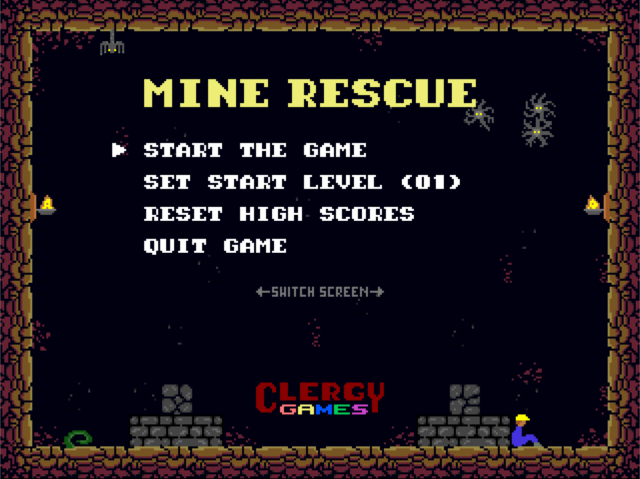 MINE RESCUE
START THE GAME
SET START LEVEL (01)
RESET HIGH SCORES
QUIT GAME
←SWITCH SCREEN→
CLERGY
GAMES